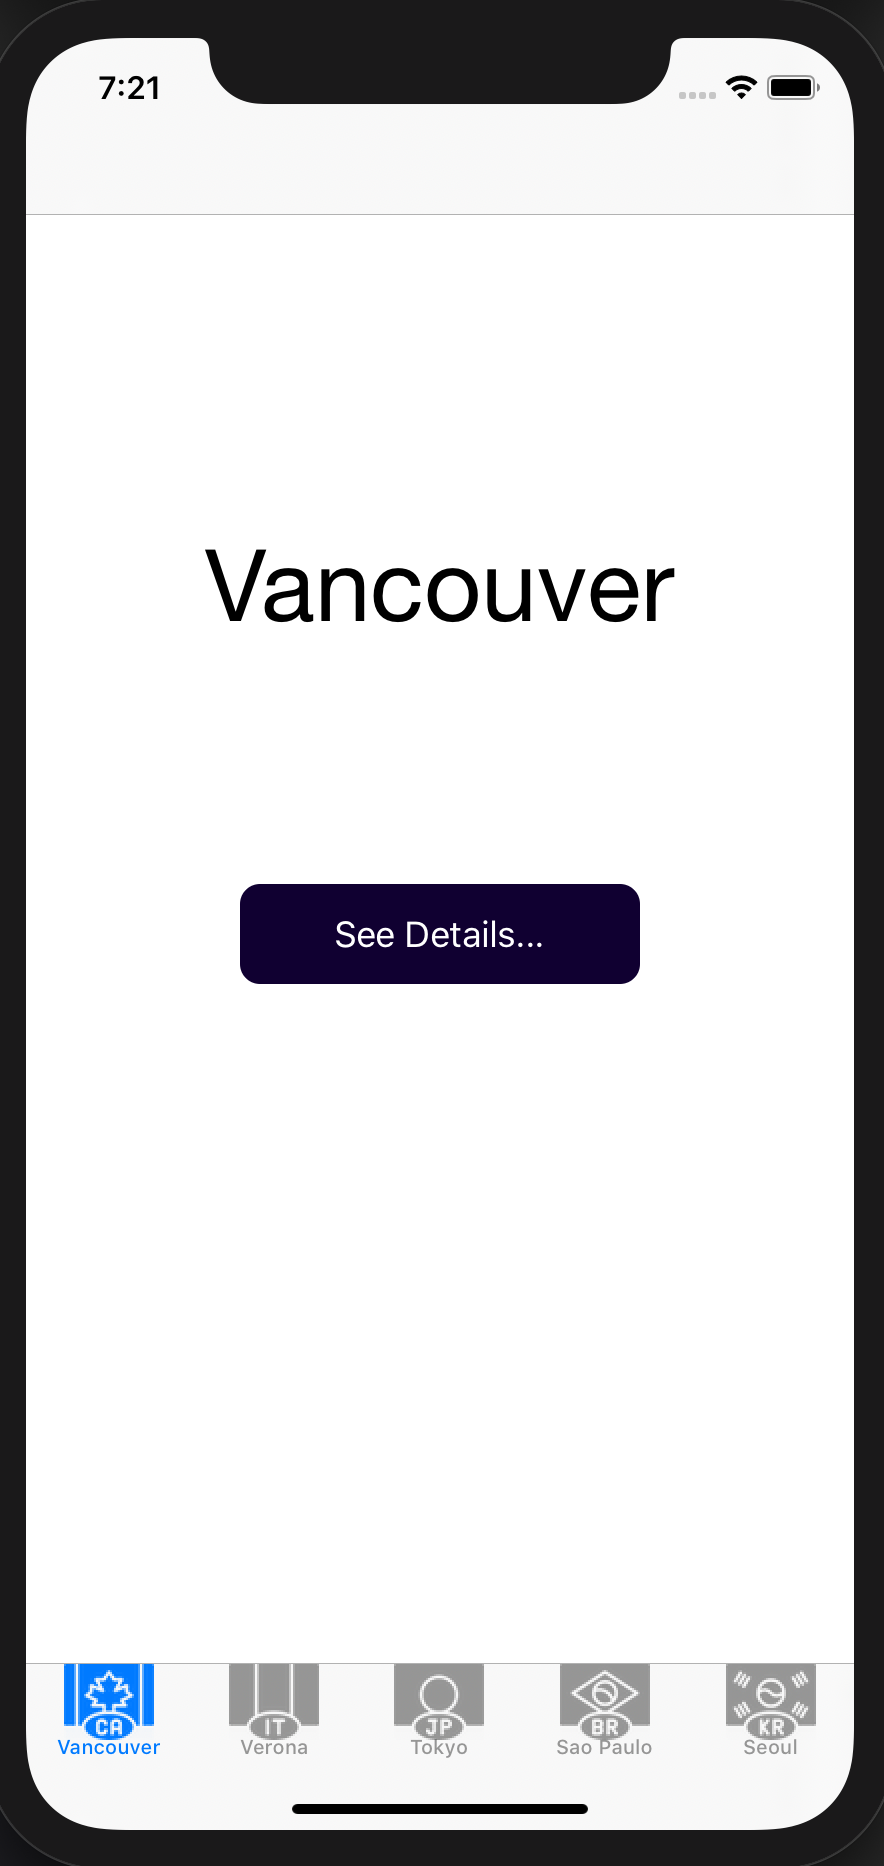 7:21
Vancouver
See Details...
CA
IT
JP
BR
KR
Vancouver
Verona
Tokyo
Sao Paulo
Seoul